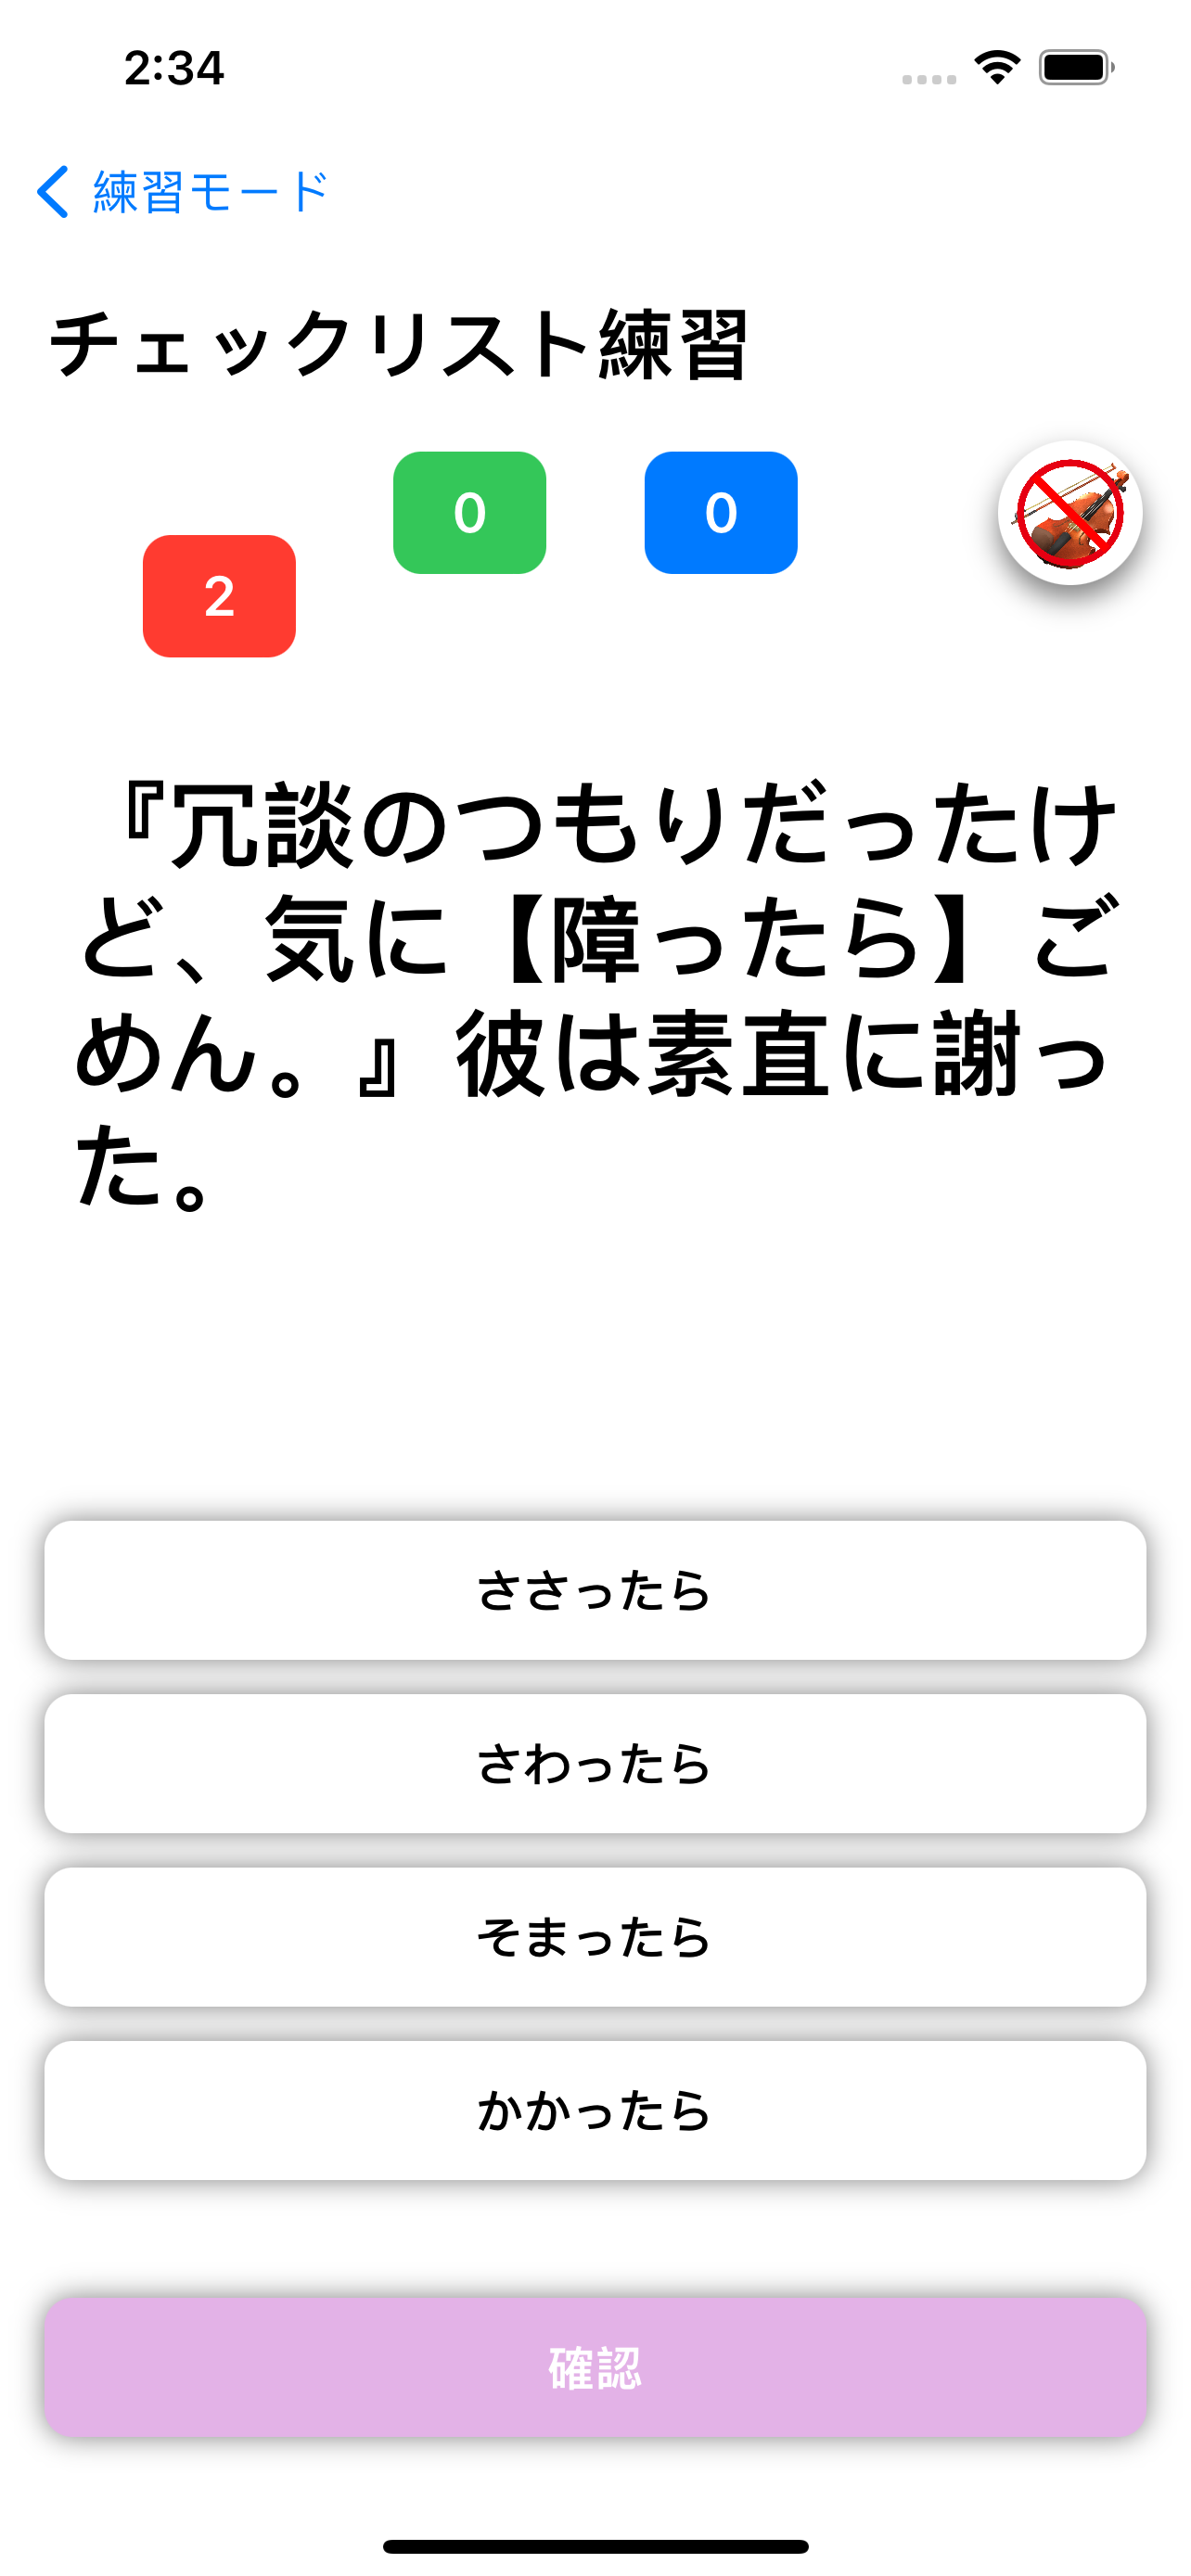 2:34
練習モード
チェックリスト練習
0
0
2
『冗談のつもりだったけ
ど、気に【障ったら】ご
めん。』彼は素直に謝っ
た。
ささったら
さわったら
そまったら
かかったら
確認